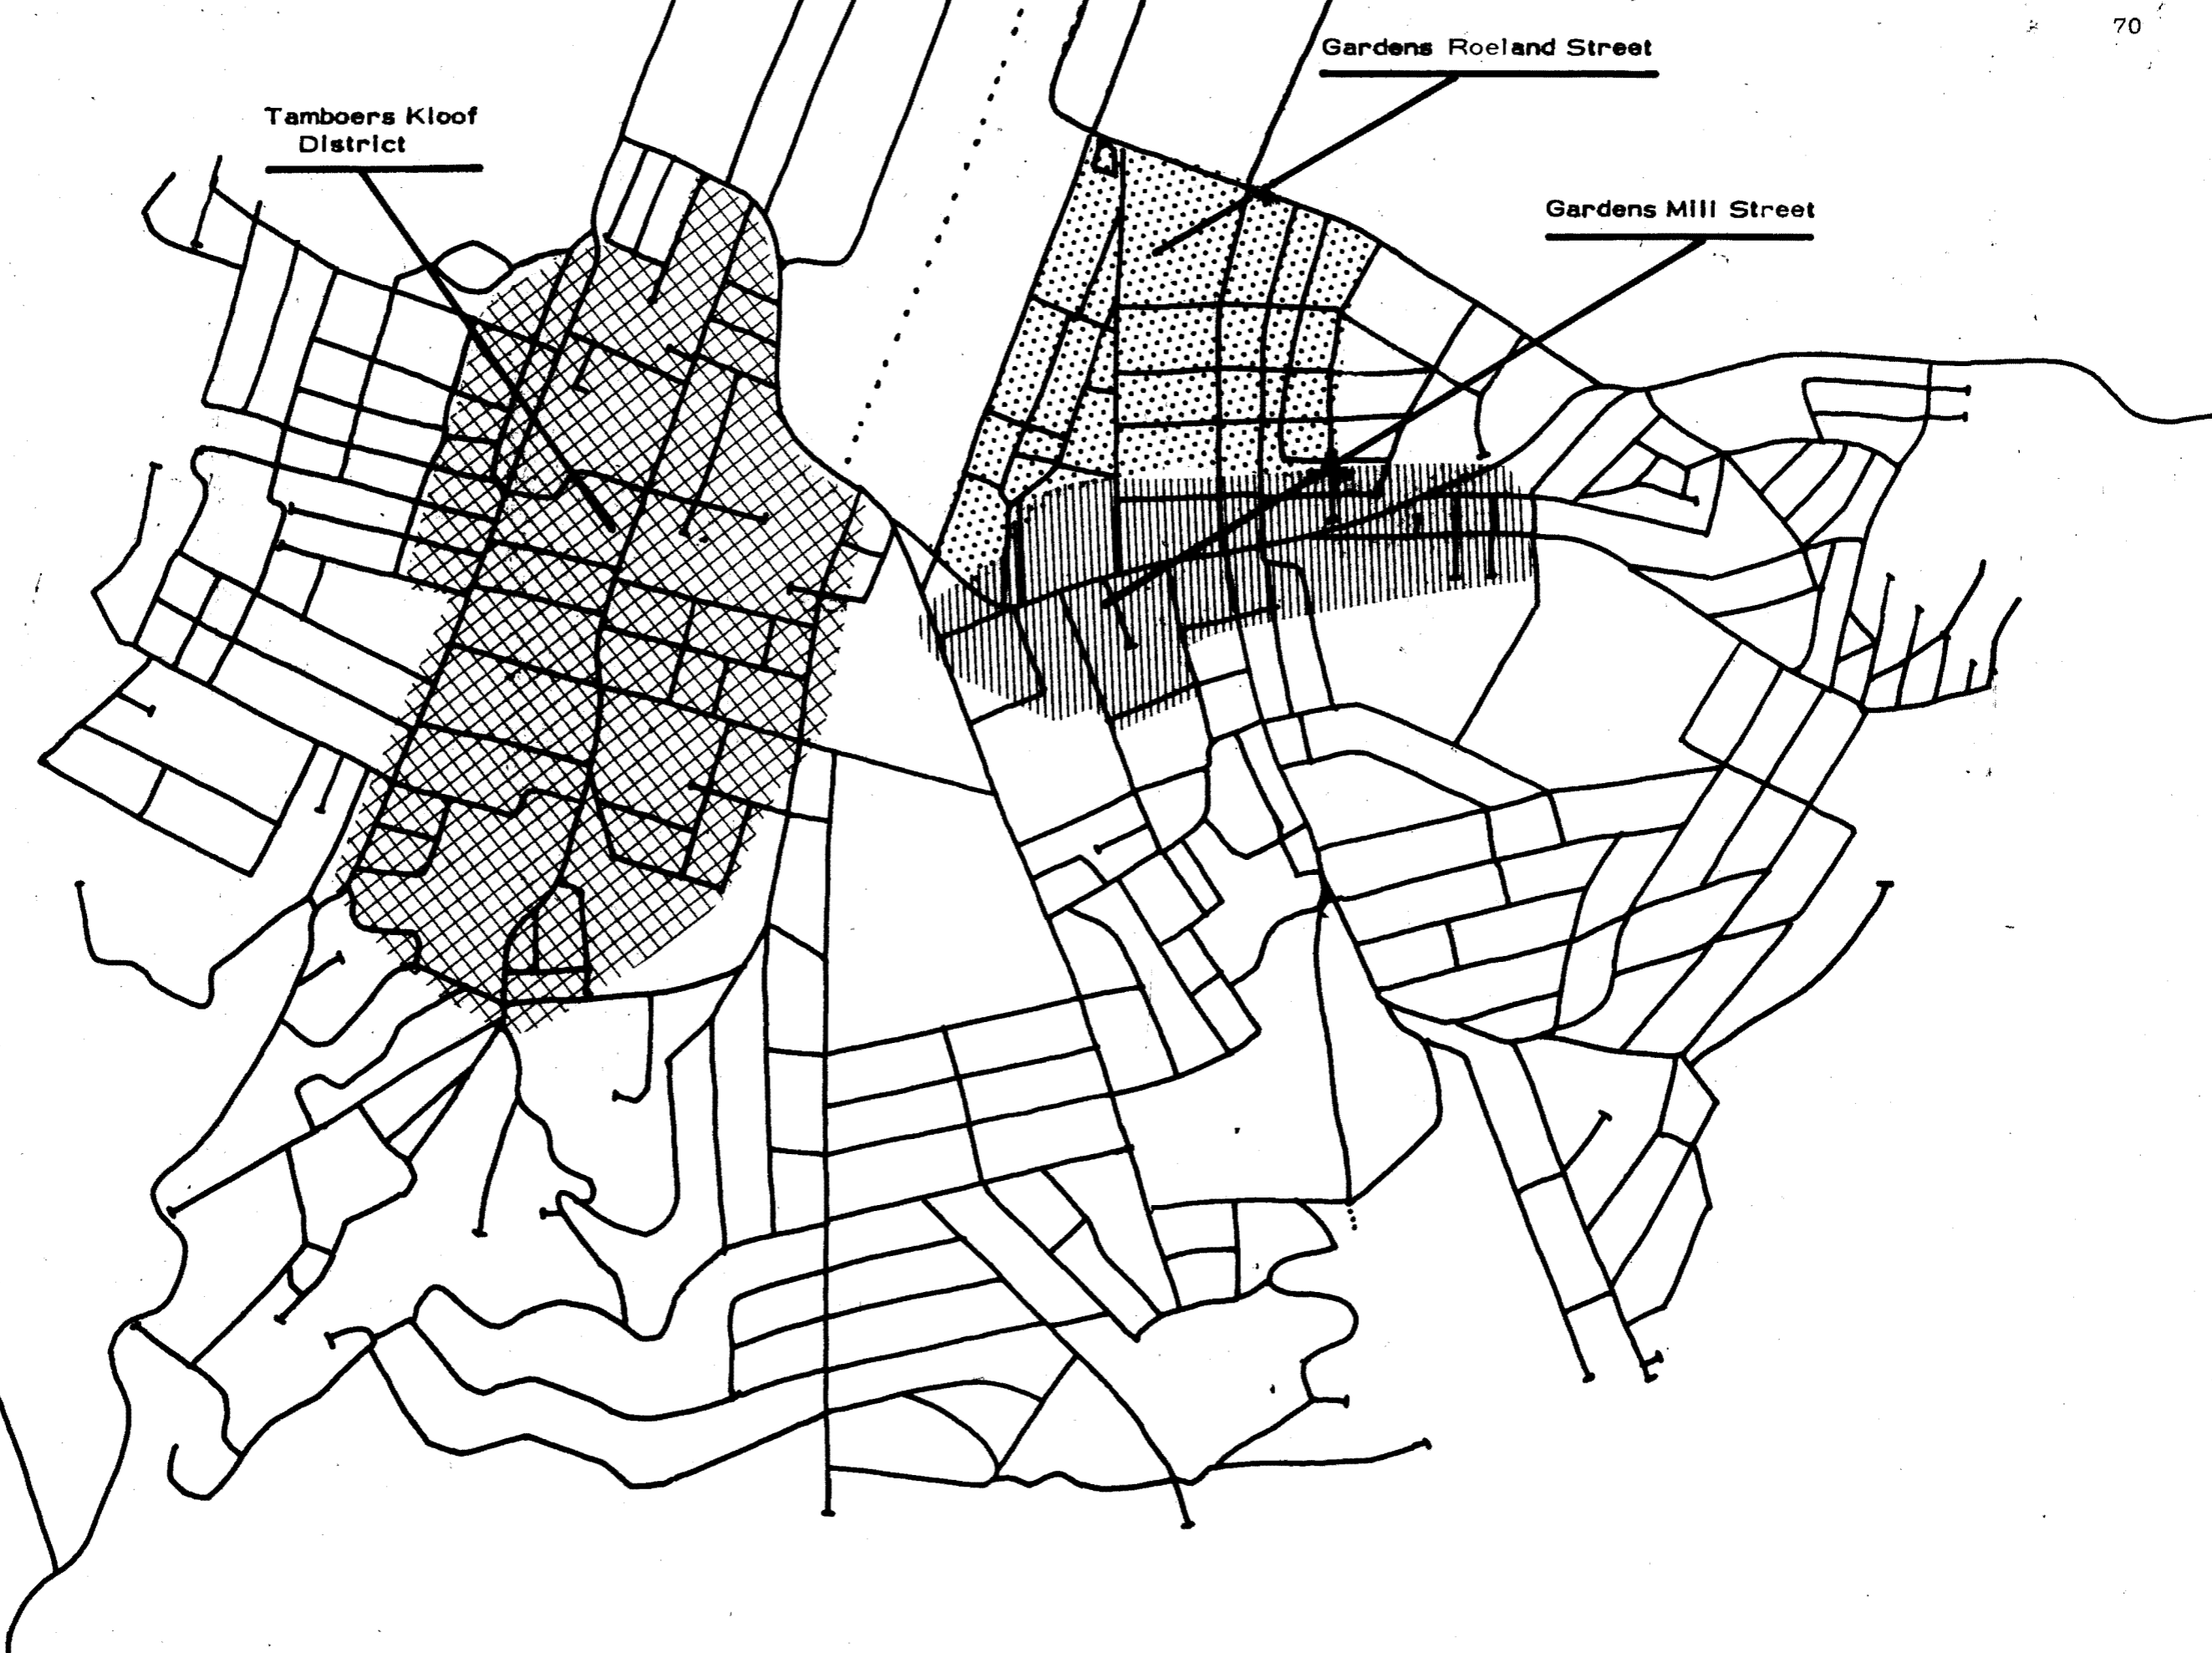 70
Gardens Roeland Street
Tamboers Kloof
District
Gardens Mill Street